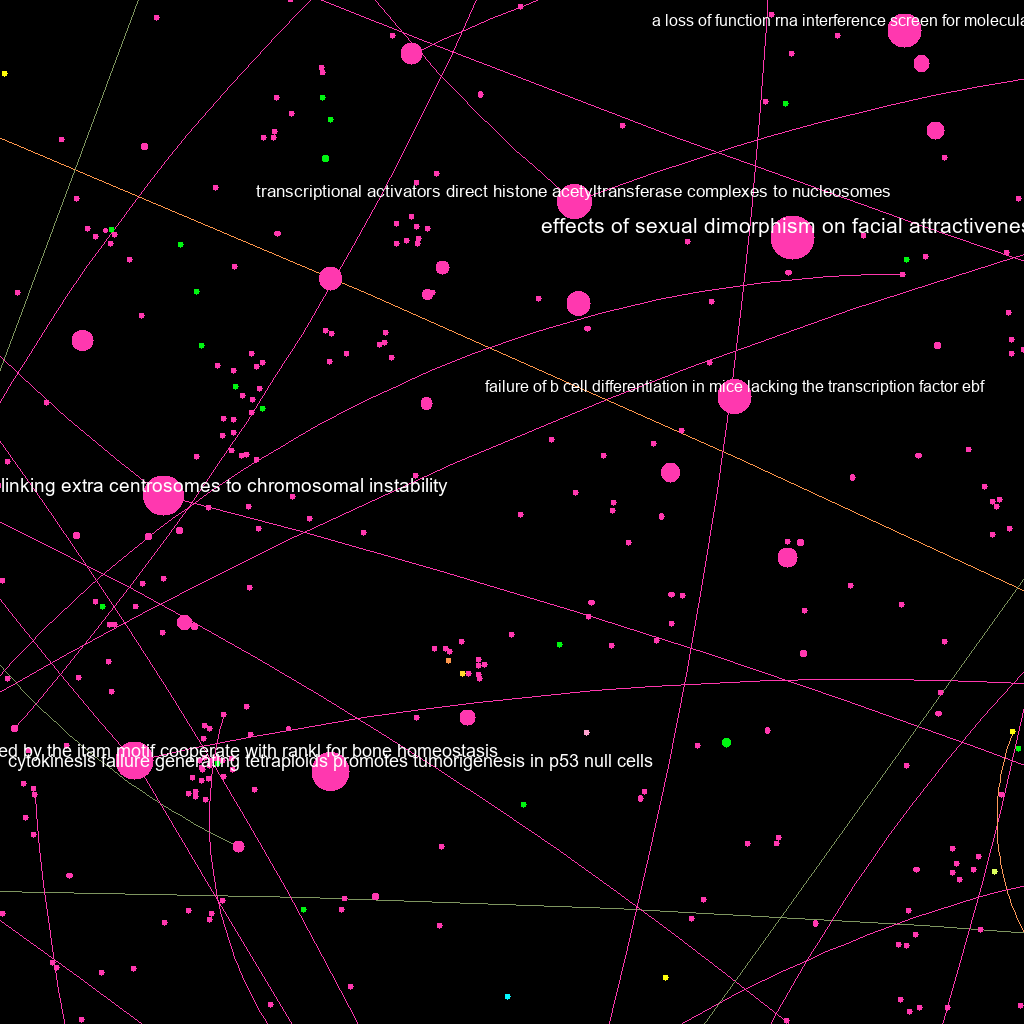 a loss of function rna interference screen for molecula
transcriptional activators direct histone acetyltransferase complexes to nucleosomes
effects of sexual dimorphism on facial attractivenes
failure of b cell differentiation in mice lacking the transcription factor ebf
linking extra centrosomes to chromosomal instability
ed by the itam motif cooperate with rankl for bone homeostasis
cytokinesis failure generating tetraploids promotes tumorigenesis in p53 null cells